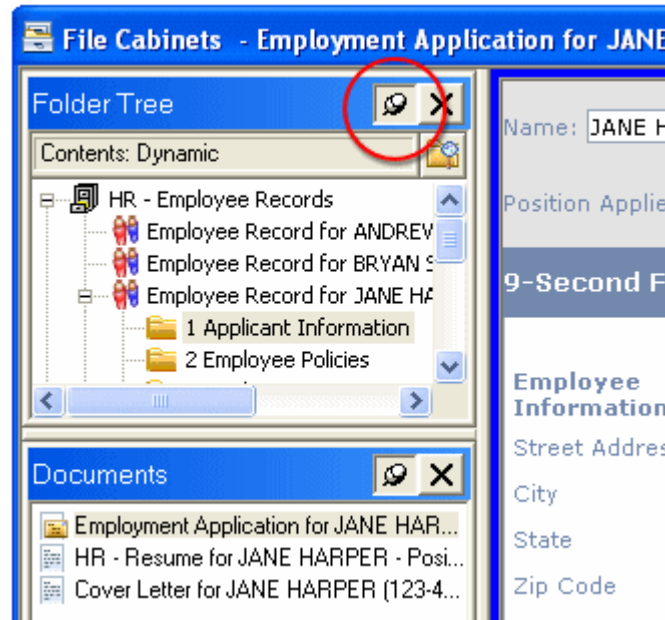 File Cabinets - Employment Application for JANE
Folder Tree
Contents: Dynamic
HR - Employee Records
Employee Record for ANDREW
Employee Record for BRYAN S
Employee Record for JANE HA
1 Applicant Information
2 Employee Policies
Documents
Employment Application for JANE HAR...
HR - Resume for JANE HARPER - Posi...
Cover Letter for JANE HARPER (123-4...
Name: JANE H
Position Applie
9-Second F
Employee
Information
Street Addres
City
State
Zip Code